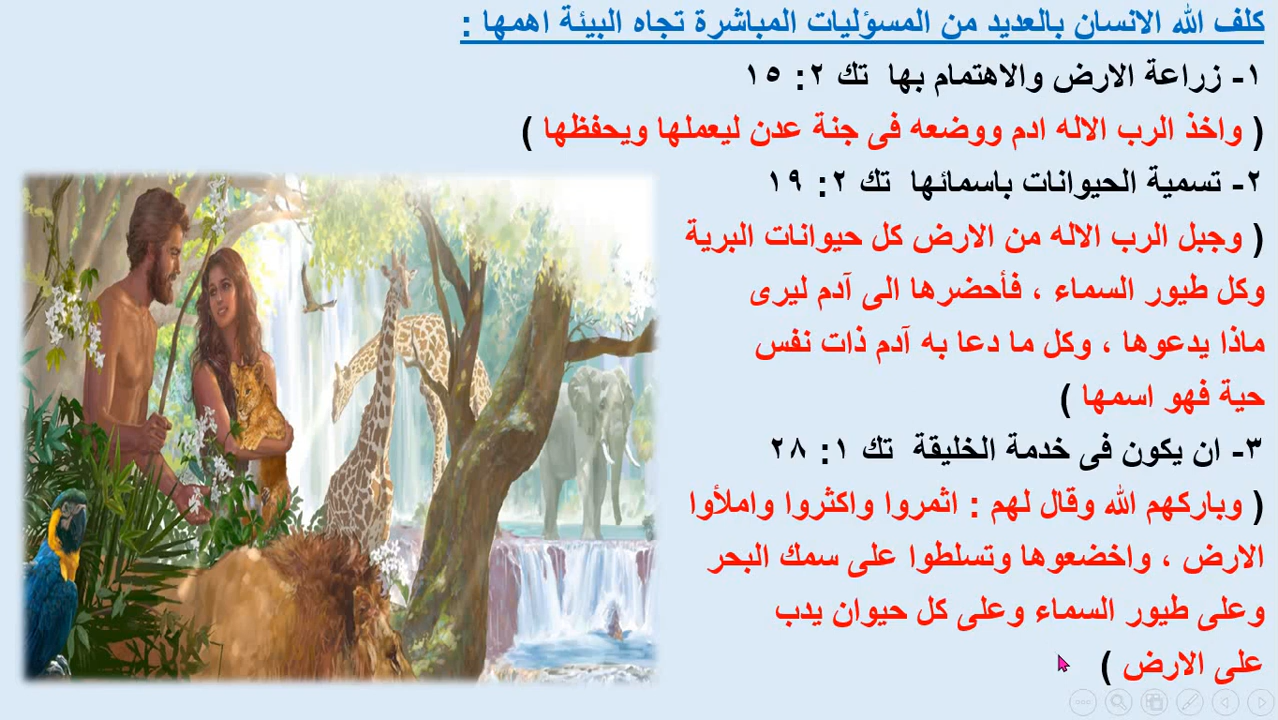 كلف الله الانسان بالعديد من المسؤليات المباشرة تجاه البيئة اهمها :
١- زراعة الارض والاهتمام بها تك ٢: ١٥
( واخذ الرب الاله ادم ووضعه فى جنة عدن ليعملها ويحفظها )
٢- تسمية الحيوانات باسمائها تك ٢: ١٩
( وجبل الرب الاله من الارض كل حيوانات البرية
وكل طيور السماء ، فأحضرها الى آدم ليرى
ماذا يدعوها ، وكل ما دعا به آدم ذات نفس
حية فهو اسمها )
٣- ان يكون فى خدمة الخليقة تك ١: ٢٨
( وباركهم الله وقال لهم : اثمروا واكثروا واملأوا
الارض ، واخضعوها وتسلطوا على سمك البحر
وعلى طيور السماء وعلى كل حيوان يدب
على الارض )